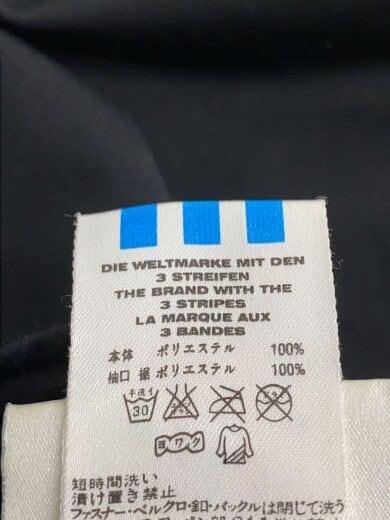 DIE WELTMARKE MIT DEN
3 STREIFEN
THE BRAND WITH THE
3 STRIPES
LA MARQUE AUX
3 BANDES
本体 ポリエステル 100%
袖口 裾 ポリエステル 100%
手洗イ
30
ヨワク
短時間洗い
漬け置き禁止
ファスナー・ベルクロ・釦・バックルは閉じて洗う